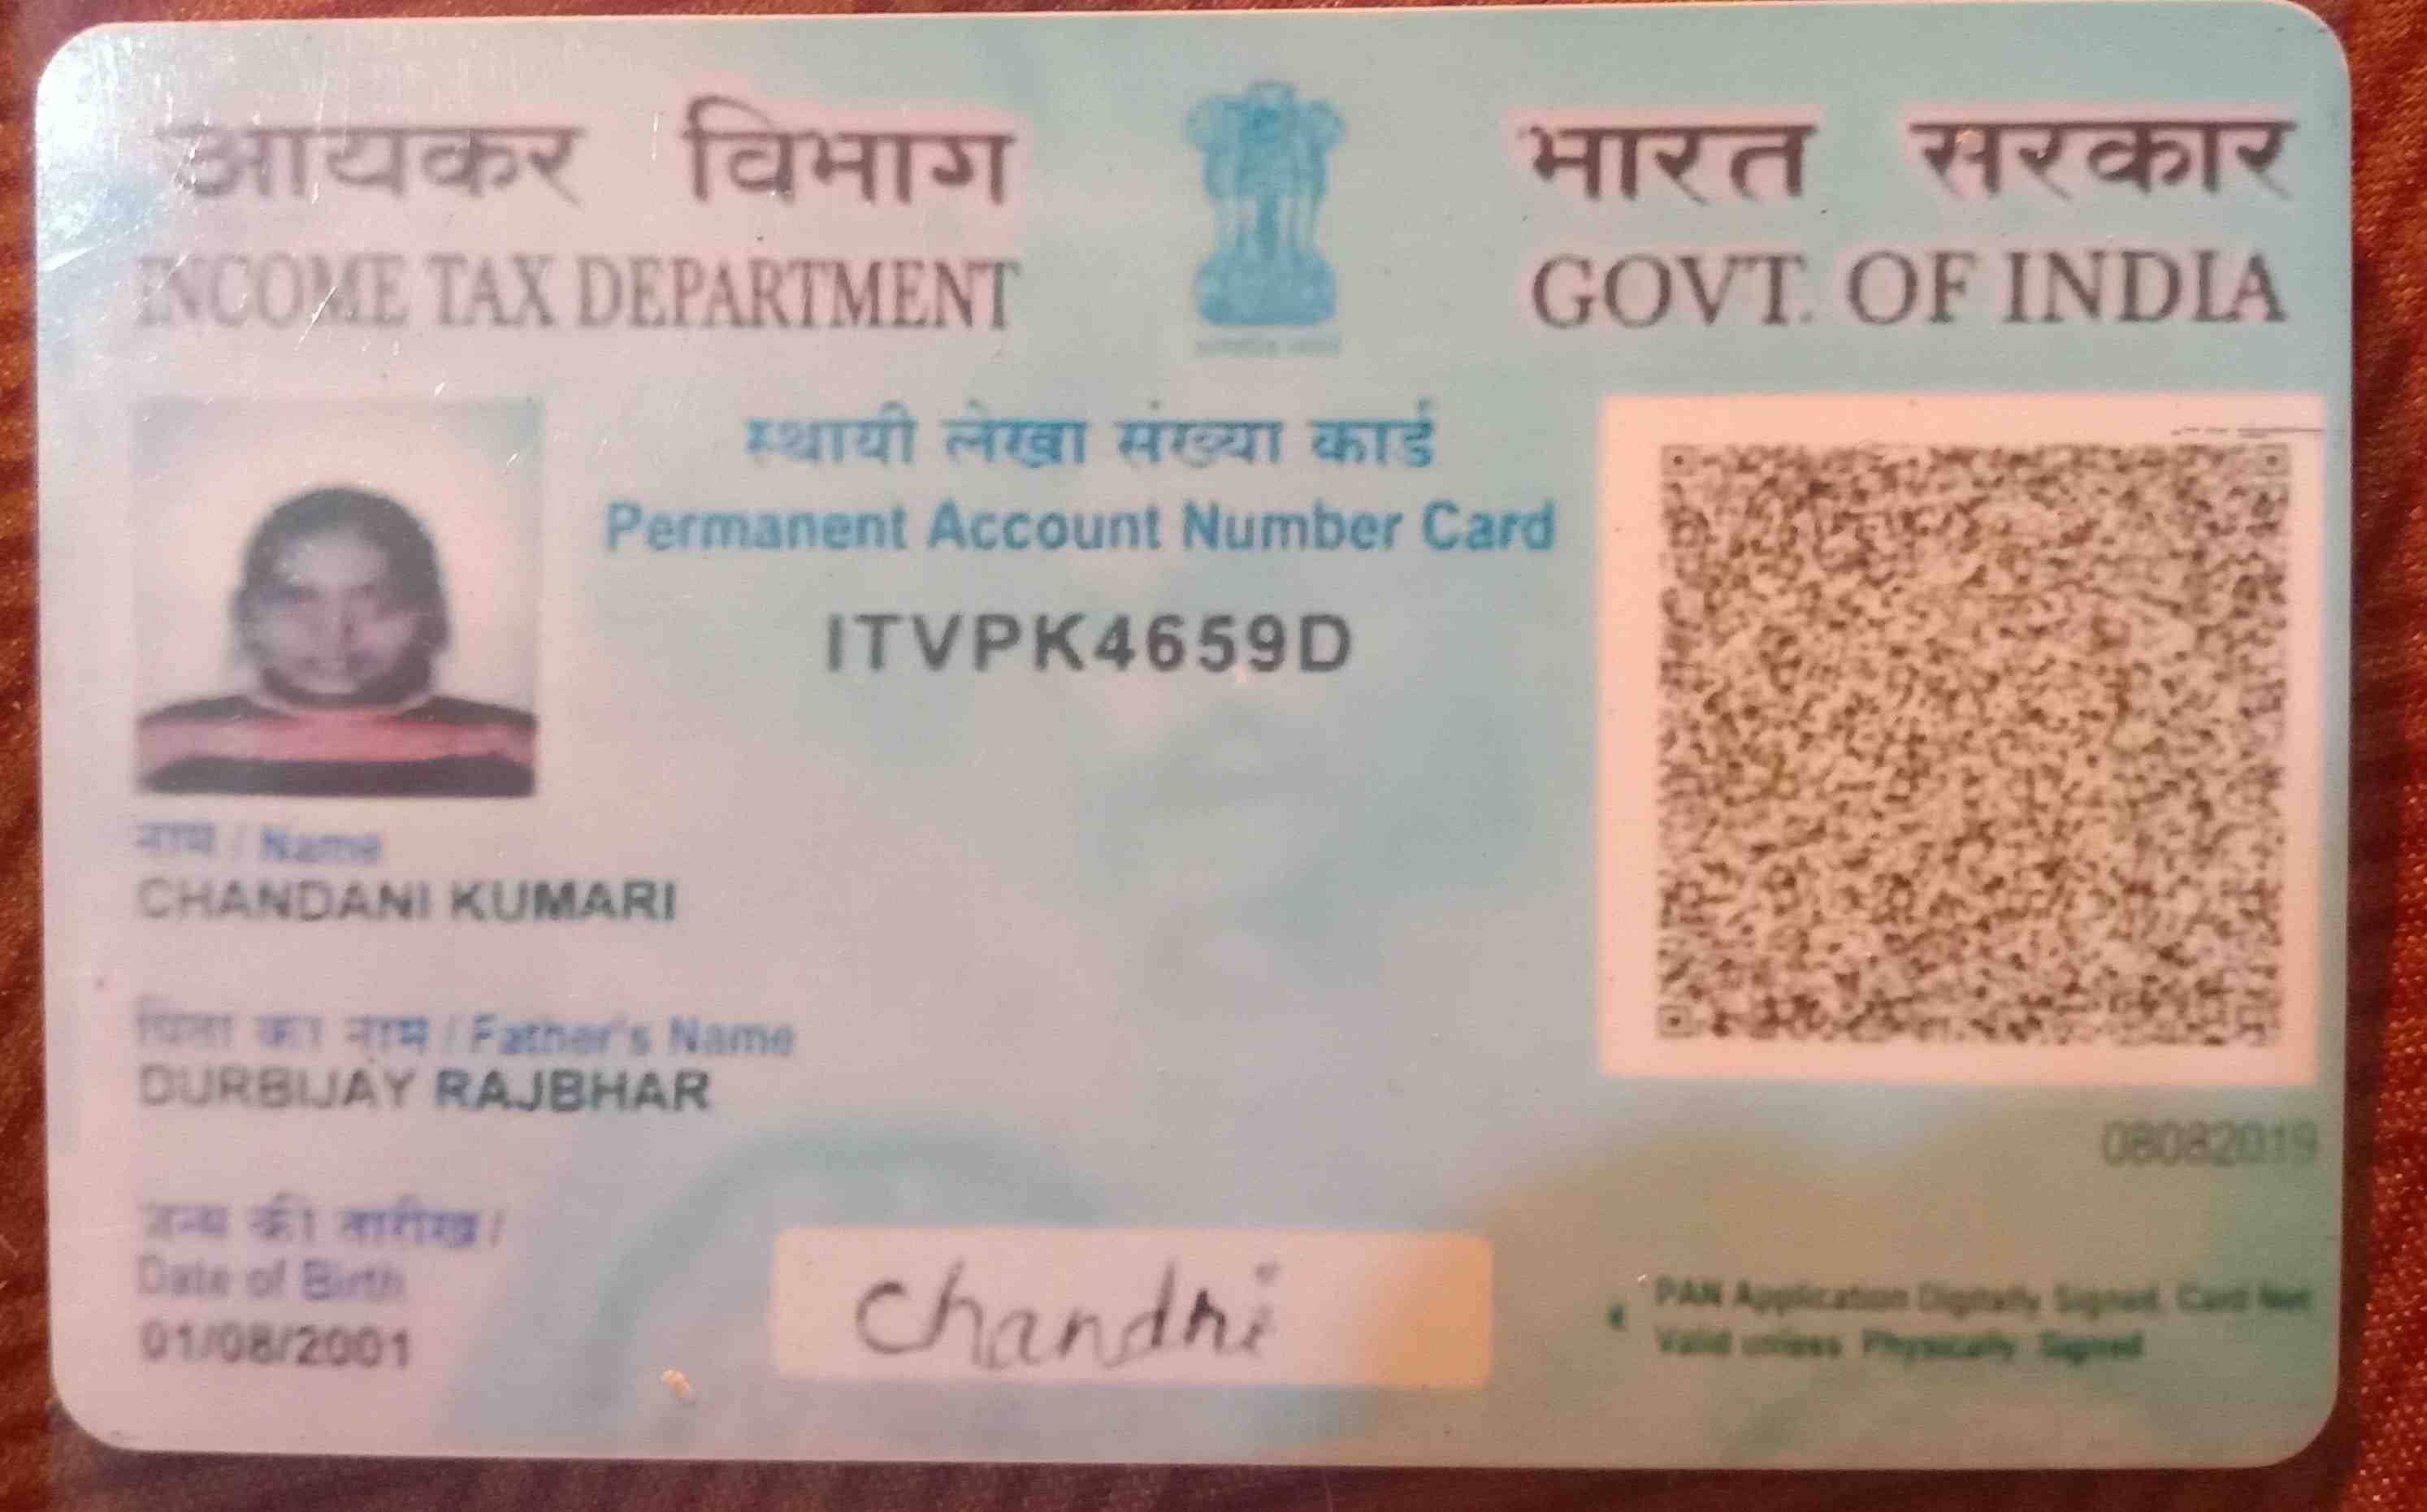 आयकर विभाग
INCOME TAX DEPARTMENT
भारत सरकार
GOVT. OF INDIA
स्थायी लेखा संख्या कार्ड
Permanent Account Number Card
ITVPK4659D
नाम / Name
CHANDANI KUMARI
पिता का नाम / Father's Name
DURBIJAY RAJBHAR
जन्म की तारीख /
Date of Birth
01/08/2001
Chandni
08082019
PAN Application Digitally Signed, Card Not
Valid unless Physically Signed